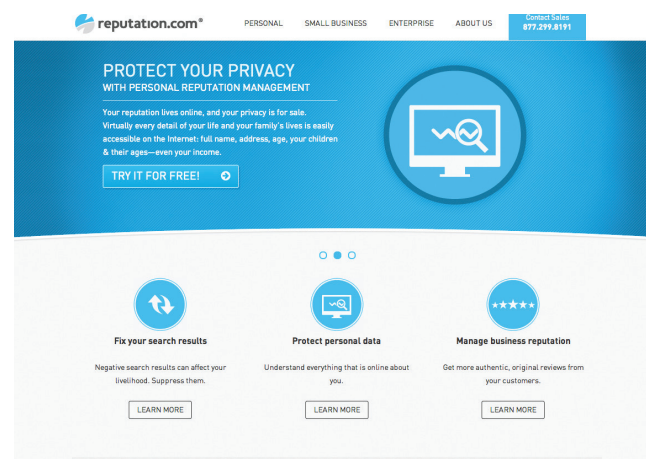 reputation.com®
PERSONAL SMALL BUSINESS ENTERPRISE ABOUT US
Contact Sales
877.299.8191
PROTECT YOUR PRIVACY
WITH PERSONAL REPUTATION MANAGEMENT
Your reputation lives online, and your privacy is for sale.
Virtually every detail of your life and your family's lives is easily
accessible on the Internet: full name, address, age, your children
& their ages—even your income.
TRY IT FOR FREE!
Fix your search results
Negative search results can affect your
livelihood. Suppress them.
LEARN MORE
Protect personal data
Understand everything that is online about
you.
LEARN MORE
Manage business reputation
Get more authentic, original reviews from
your customers.
LEARN MORE